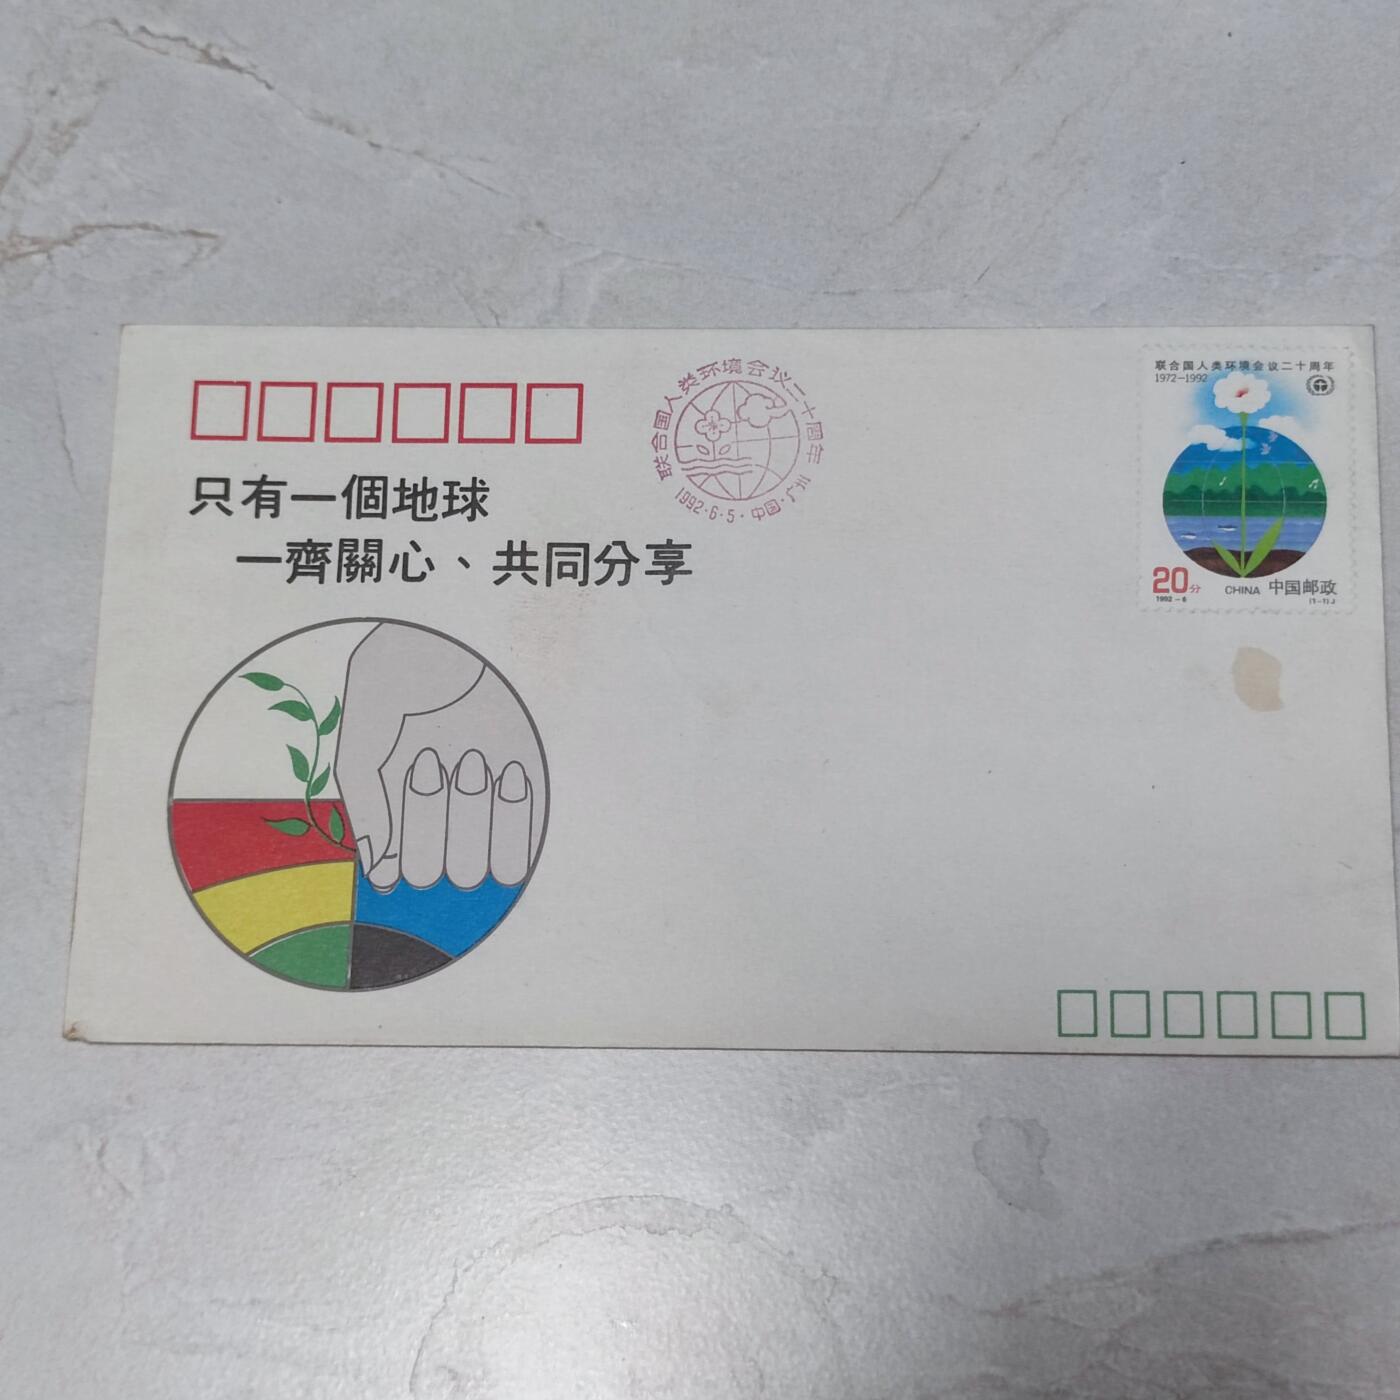 只有一個地球
一齊關心、共同分享
联合国人类环境会议二十周年
1992·6·5·中国·广州
联合国人类环境会议二十周年
1972-1992
20分
1992-6
CHINA 中国邮政
(1-1)J